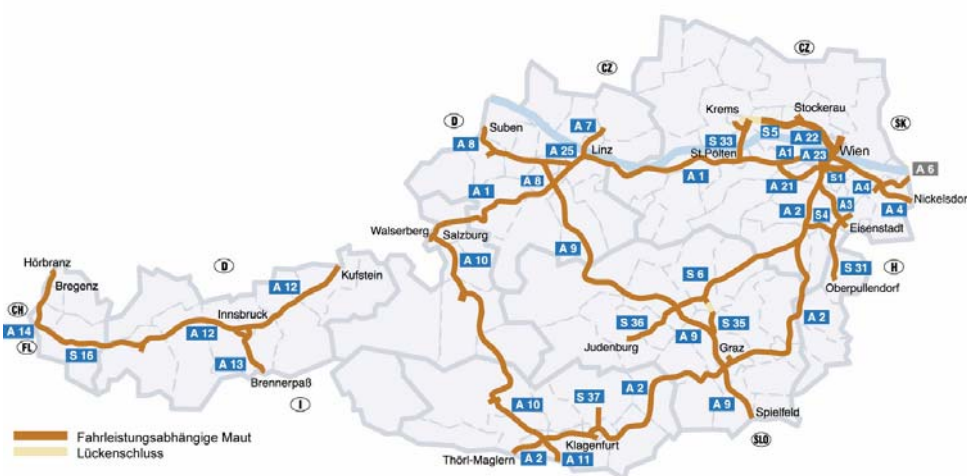 CZ
CZ
Krems
Stockerau
D
Suben
A 7
SK
A 8
Linz
S 33
S5
A 22
A 25
St.Pölten
A1
A 23
Wien
A 6
A 1
A 8
A 1
A 21
S1
A4
Nickelsdorf
A 4
A 2
S4
A3
Eisenstadt
Walserberg
Salzburg
A 10
A 9
Hörbranz
D
Kufstein
A 12
S 6
S 31
H
Oberpullendorf
Bregenz
CH
Innsbruck
A 14
FL
A 12
S 16
S 36
S 35
A 2
Judenburg
A 9
Graz
A 13
Brennerpaß
I
A 10
S 37
A 2
A 9
Spielfeld
Klagenfurt
SLO
Thörl-Maglern
A 2
A 11
Fahrleistungsabhängige Maut
Lückenschluss